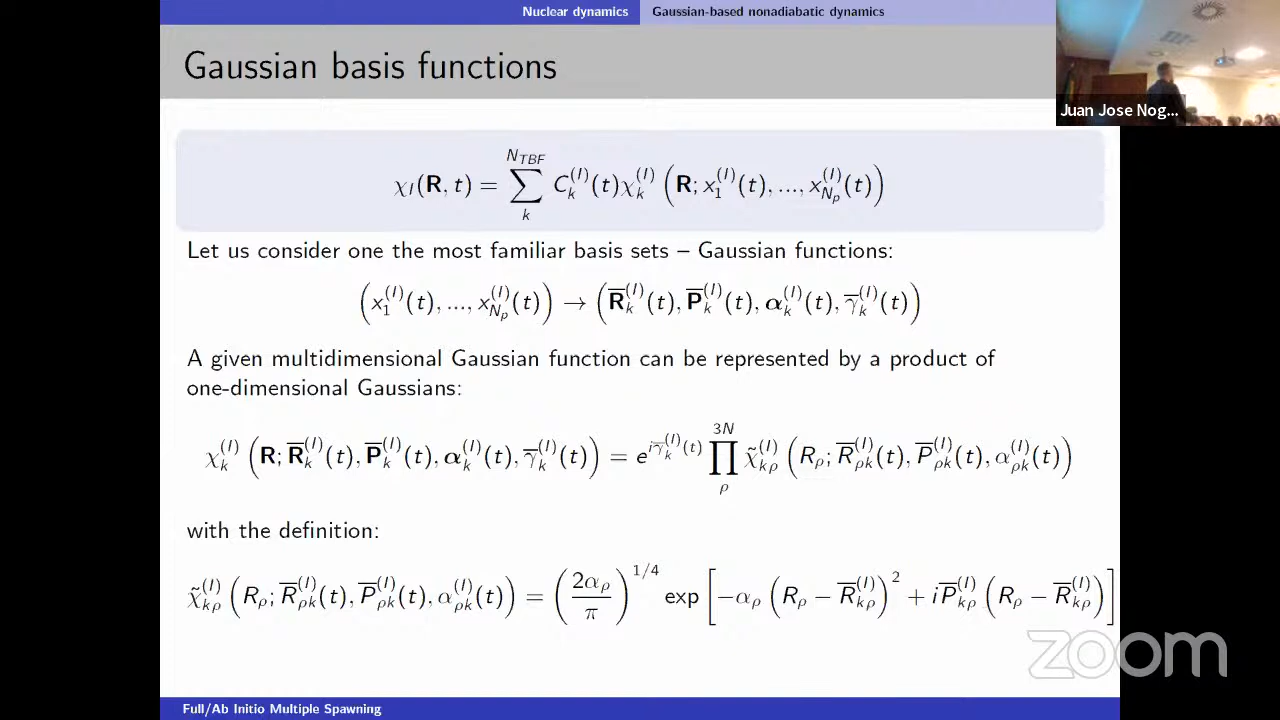 Nuclear dynamics Gaussian-based nonadiabatic dynamics
Gaussian basis functions
Juan Jose Nog...
χ_I(R, t) = ∑_k^{N_{TBF}} C_k^{(I)}(t) χ_k^{(I)} (R; x_1^{(I)}(t), ..., x_{N_p}^{(I)}(t))
Let us consider one the most familiar basis sets – Gaussian functions:
(x_1^{(I)}(t), ..., x_{N_p}^{(I)}(t)) → (R̅_k^{(I)}(t), P̅_k^{(I)}(t), α_k^{(I)}(t), γ̅_k^{(I)}(t))
A given multidimensional Gaussian function can be represented by a product of
one-dimensional Gaussians:
χ_k^{(I)} (R; R̅_k^{(I)}(t), P̅_k^{(I)}(t), α_k^{(I)}(t), γ̅_k^{(I)}(t)) = e^{iγ̅_k^{(I)}(t)} ∏_ρ^{3N} χ̃_{kρ}^{(I)} (R_ρ; R̅_{ρk}^{(I)}(t), P̅_{ρk}^{(I)}(t), α_{ρk}^{(I)}(t))
with the definition:
χ̃_{kρ}^{(I)} (R_ρ; R̅_{ρk}^{(I)}(t), P̅_{ρk}^{(I)}(t), α_{ρk}^{(I)}(t)) = (2α_ρ/π)^{1/4} exp [−α_ρ (R_ρ − R̅_{kρ}^{(I)})^2 + iP̅_{kρ}^{(I)} (R_ρ − R̅_{kρ}^{(I)})]
zoom
Full/Ab Initio Multiple Spawning